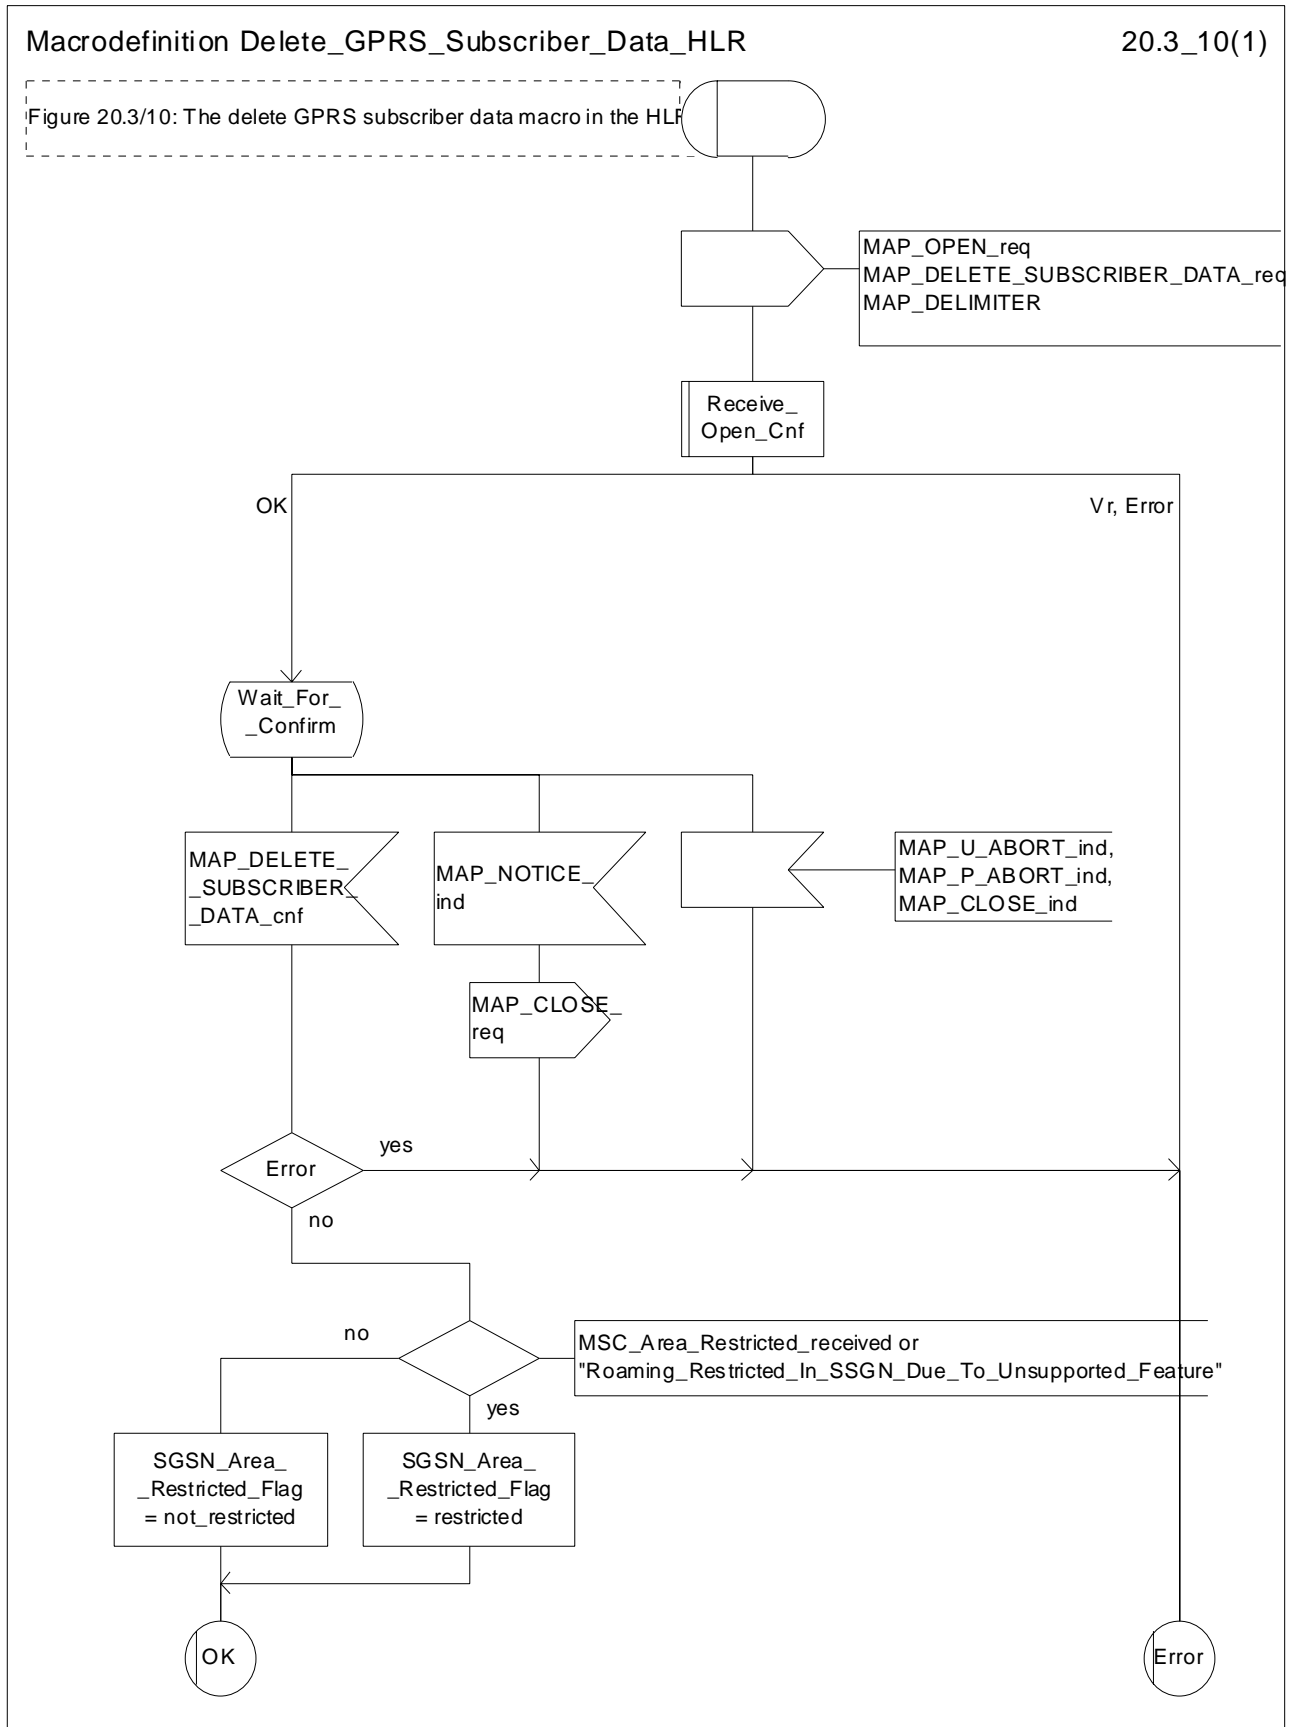 Macrodefinition Delete_GPRS_Subscriber_Data_HLR
20.3_10(1)
Figure 20.3/10: The delete GPRS subscriber data macro in the HLR
MAP_OPEN_req
MAP_DELETE_SUBSCRIBER_DATA_req
MAP_DELIMITER
Receive_
Open_Cnf
OK
Vr, Error
Wait_For_
_Confirm
MAP_DELETE_
_SUBSCRIBER_
_DATA_cnf
MAP_NOTICE_
ind
MAP_U_ABORT_ind,
MAP_P_ABORT_ind,
MAP_CLOSE_ind
MAP_CLOSE_
req
Error
yes
no
no
MSC_Area_Restricted_received or
"Roaming_Restricted_In_SSGN_Due_To_Unsupported_Feature"
yes
SGSN_Area_
_Restricted_Flag
= not_restricted
SGSN_Area_
_Restricted_Flag
= restricted
OK
Error